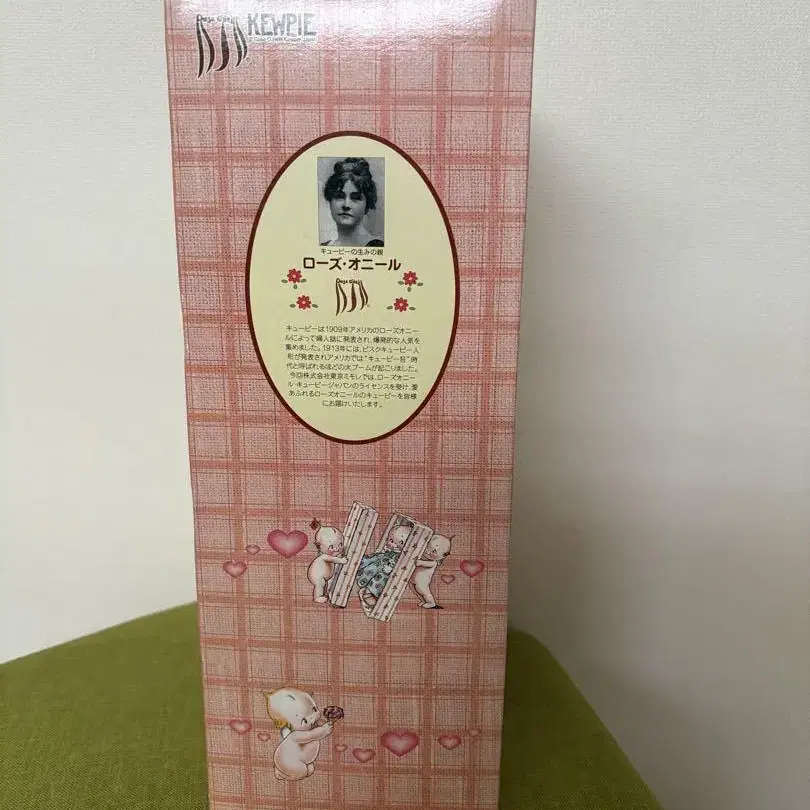 Rose O'Neill
KEWPIE
キューピーの生みの親
ローズ・オニール
Rose O'Neill
キューピーは1909年アメリカのローズオニー
ルによって婦人誌に発表され、爆発的な人気を
集めました。1913年には、ビスクキューピー人
形が発表されアメリカでは"キューピー狂"時
代と呼ばれるほどの大ブームが起こりました。
今回株式会社東京ミモレでは、ローズオニー
ル・キューピージャパンのライセンスを受け、愛
あふれるローズオニールのキューピーを皆様
にお届けいたします。